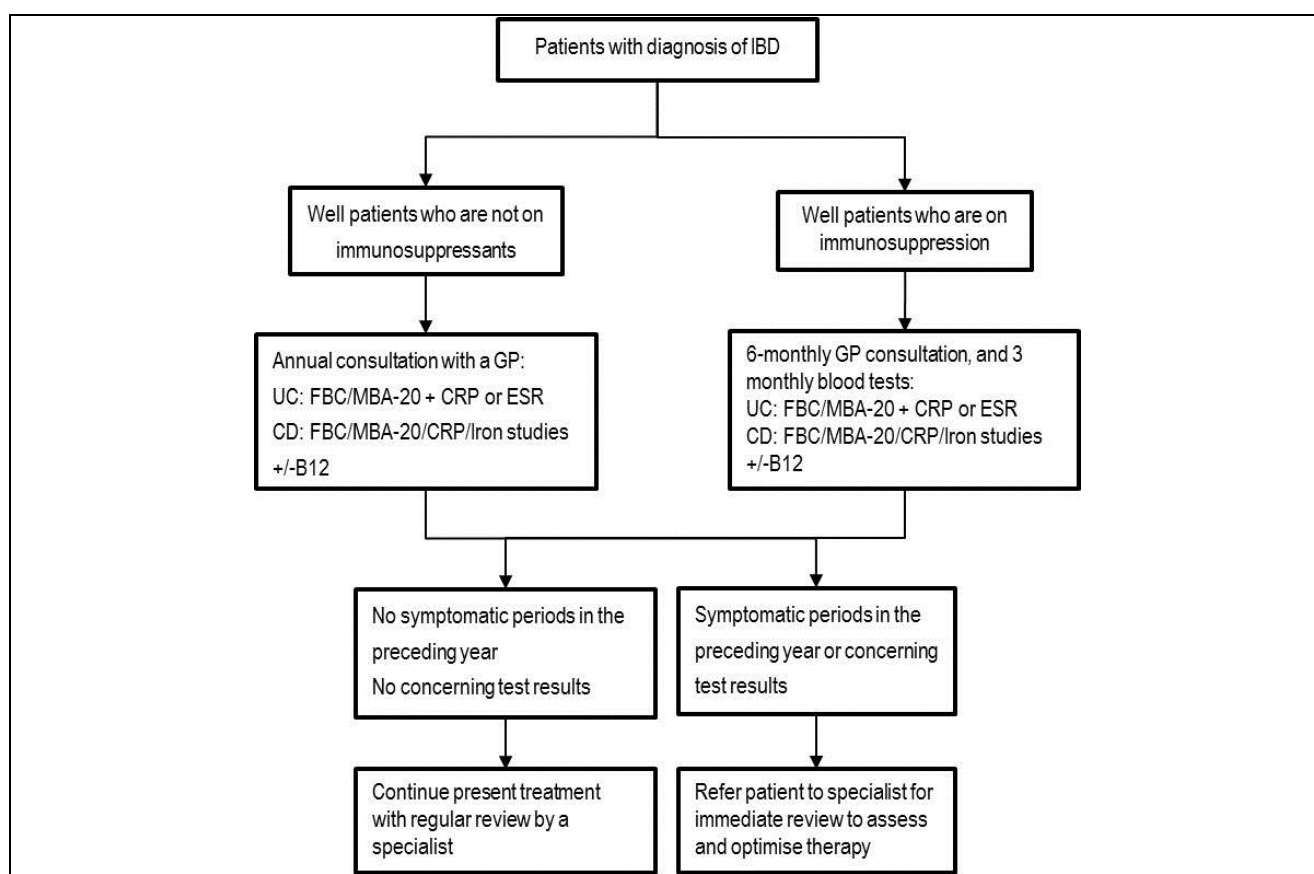 Patients with diagnosis of IBD
Well patients who are not on
immunosuppressants
Well patients who are on
immunosuppression
Annual consultation with a GP:
UC: FBC/MBA-20 + CRP or ESR
CD: FBC/MBA-20/CRP/Iron studies
+/-B12
6-monthly GP consultation, and 3
monthly blood tests:
UC: FBC/MBA-20 + CRP or ESR
CD: FBC/MBA-20/CRP/Iron studies
+/-B12
No symptomatic periods in the
preceding year
No concerning test results
Symptomatic periods in the
preceding year or concerning
test results
Continue present treatment
with regular review by a
specialist
Refer patient to specialist for
immediate review to assess
and optimise therapy